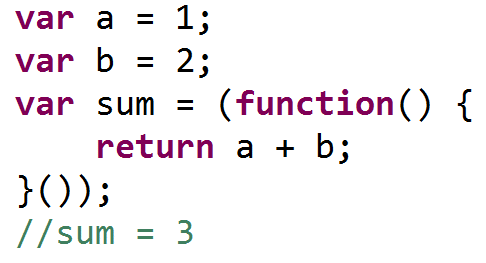 var a = 1;
var b = 2;
var sum = (function() {
    return a + b;
}());
//sum = 3